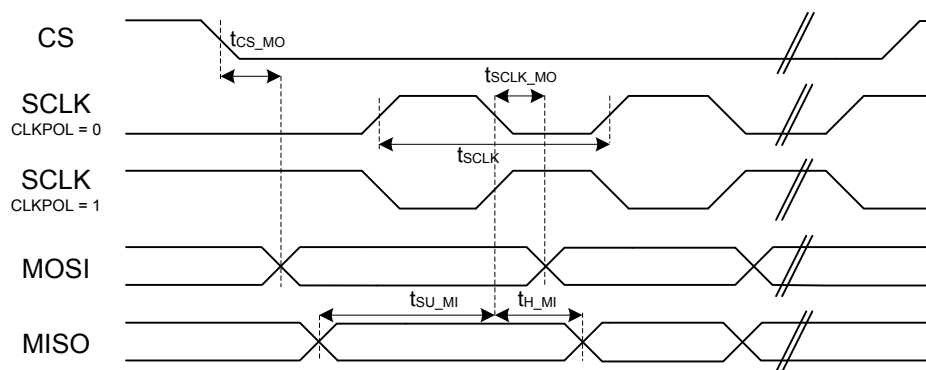 CS
tCS_MO
tSCLK_MO
SCLK
CLKPOL = 0
tSCLK
SCLK
CLKPOL = 1
MOSI
tSU_MI
tH_MI
MISO